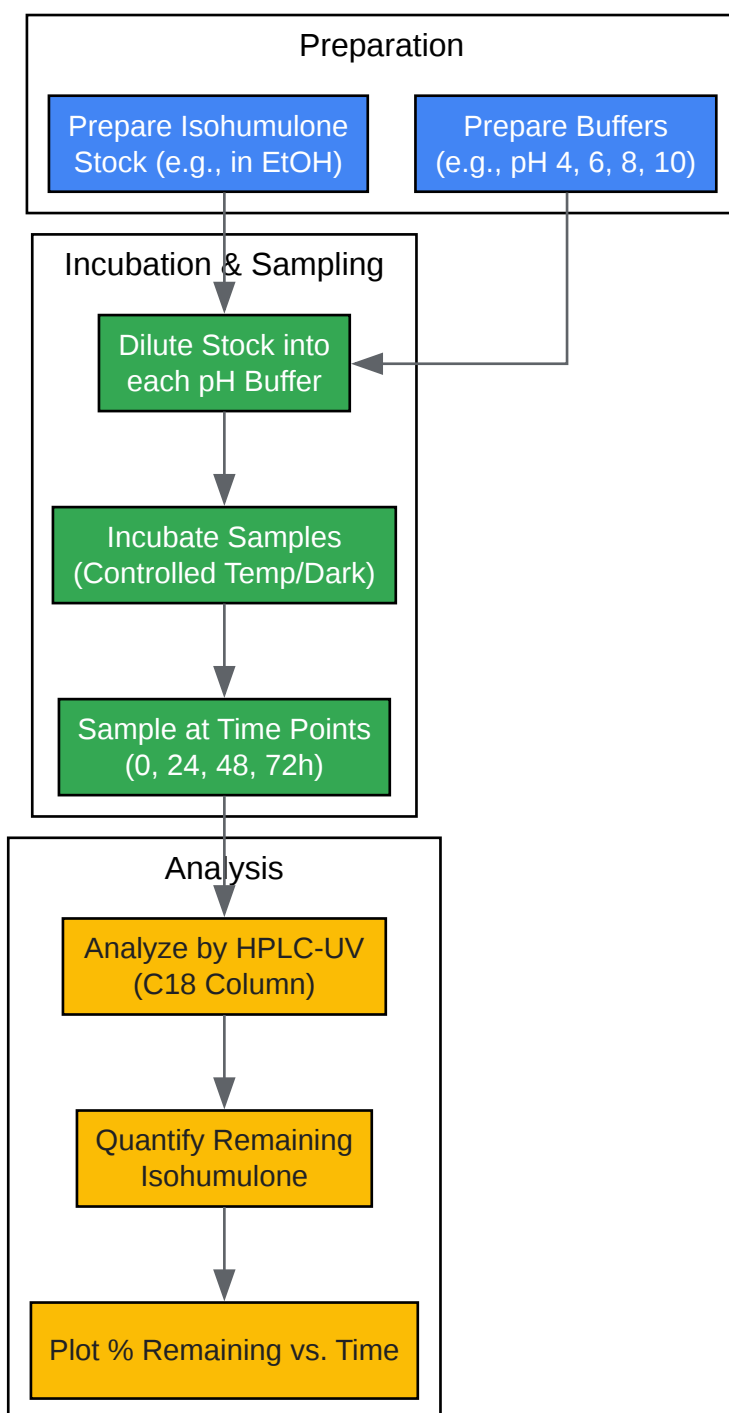 Preparation
Prepare Isohumulone
Stock (e.g., in EtOH)
Prepare Buffers
(e.g., pH 4, 6, 8, 10)
Incubation & Sampling
Dilute Stock into
each pH Buffer
Incubate Samples
(Controlled Temp/Dark)
Sample at Time Points
(0, 24, 48, 72h)
Analysis
Analyze by HPLC-UV
(C18 Column)
Quantify Remaining
Isohumulone
Plot % Remaining vs. Time